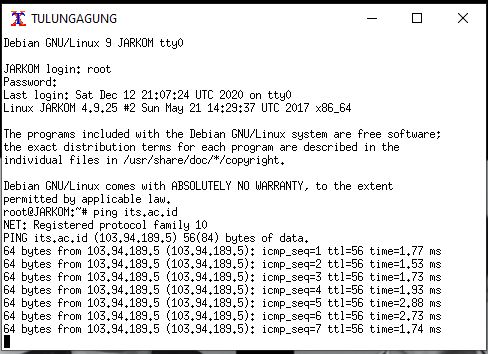 TULUNGAGUNG
Debian GNU/Linux 9 JARKOM tty0
JARKOM login: root
Password:
Last login: Sat Dec 12 21:07:24 UTC 2020 on tty0
Linux JARKOM 4.9.25 #2 Sun May 21 14:29:37 UTC 2017 x86_64
The programs included with the Debian GNU/Linux system are free software;
the exact distribution terms for each program are described in the
individual files in /usr/share/doc/*/copyright.
Debian GNU/Linux comes with ABSOLUTELY NO WARRANTY, to the extent
permitted by applicable law.
root@JARKOM:~# ping its.ac.id
NET: Registered protocol family 10
PING its.ac.id (103.94.189.5) 56(84) bytes of data.
64 bytes from 103.94.189.5 (103.94.189.5): icmp_seq=1 ttl=56 time=1.77 ms
64 bytes from 103.94.189.5 (103.94.189.5): icmp_seq=2 ttl=56 time=1.53 ms
64 bytes from 103.94.189.5 (103.94.189.5): icmp_seq=3 ttl=56 time=1.73 ms
64 bytes from 103.94.189.5 (103.94.189.5): icmp_seq=4 ttl=56 time=1.93 ms
64 bytes from 103.94.189.5 (103.94.189.5): icmp_seq=5 ttl=56 time=2.88 ms
64 bytes from 103.94.189.5 (103.94.189.5): icmp_seq=6 ttl=56 time=2.73 ms
64 bytes from 103.94.189.5 (103.94.189.5): icmp_seq=7 ttl=56 time=1.74 ms